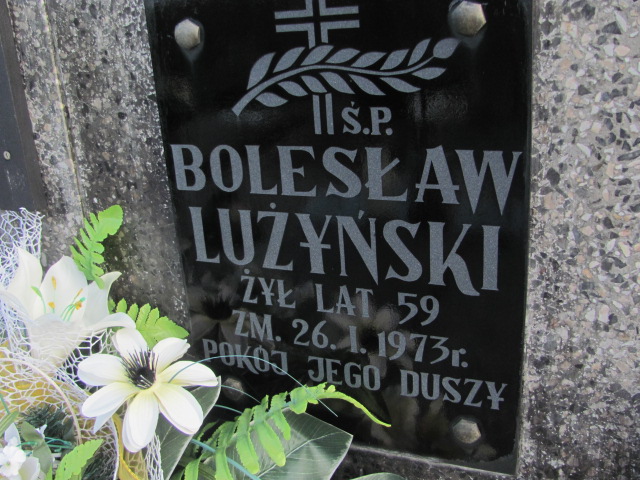 Ś.P.
BOLESŁAW
LUŻYŃSKI
ŻYŁ LAT 59
ZM. 26.I.1973r.
POKÓJ JEGO DUSZY